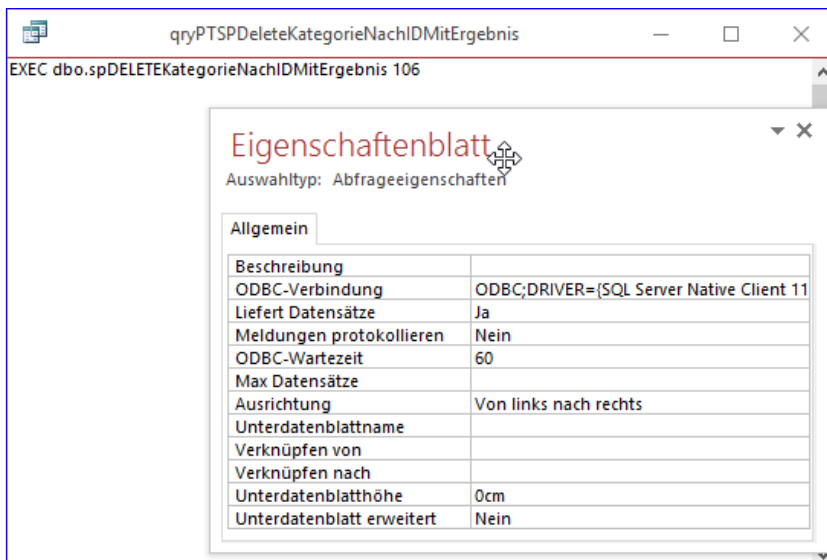 qryPTSPDeleteKategorieNachIDMitErgebnis
EXEC dbo.spDELETEKategorieNachIDMitErgebnis 106
Eigenschaftenblatt
Auswahltyp: Abfrageeigenschaften
Allgemein
Beschreibung
ODBC-Verbindung ODBC;DRIVER={SQL Server Native Client 11
Liefert Datensätze Ja
Meldungen protokollieren Nein
ODBC-Wartezeit 60
Max Datensätze
Ausrichtung Von links nach rechts
Unterdatenblattname
Verknüpfen von
Verknüpfen nach
Unterdatenblatthöhe 0cm
Unterdatenblatt erweitert Nein